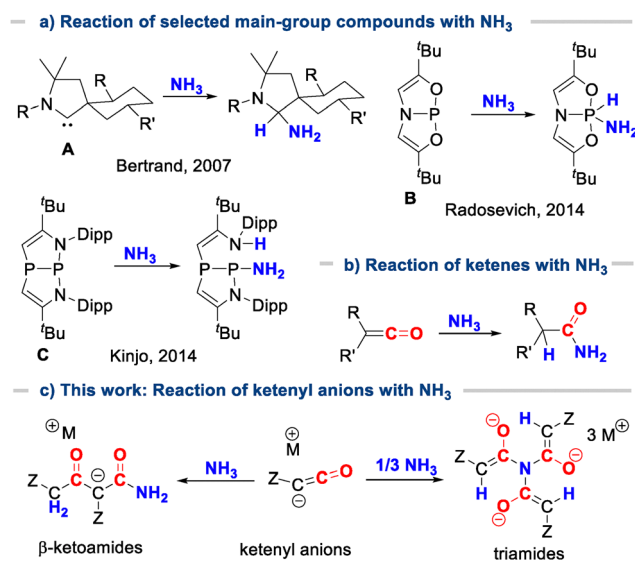 a) Reaction of selected main-group compounds with NH3
R
N
R
R'
A
NH3
R
N
R
R'
H
NH2
Bertrand, 2007
tBu
O
N
P
O
tBu
B
NH3
tBu
O
H
N
P
NH2
O
tBu
Radosevich, 2014
tBu
Dipp
N
P
P
N
Dipp
tBu
C
NH3
tBu
Dipp
N
H
P
P
NH2
N
Dipp
tBu
Kinjo, 2014
b) Reaction of ketenes with NH3
R
C
O
R'
NH3
R
O
C
R'
H
NH2
c) This work: Reaction of ketenyl anions with NH3
⊕
M
O
O
Z
C
⊖
C
C
C
NH2
H2
Z
β-ketoamides
NH3
⊕
M
Z
C
C
O
⊖
ketenyl anions
1/3 NH3
⊖
O
H
Z
3 M⊕
Z
C
C
⊖
N
O
H
C
O
H
⊖
Z
triamides